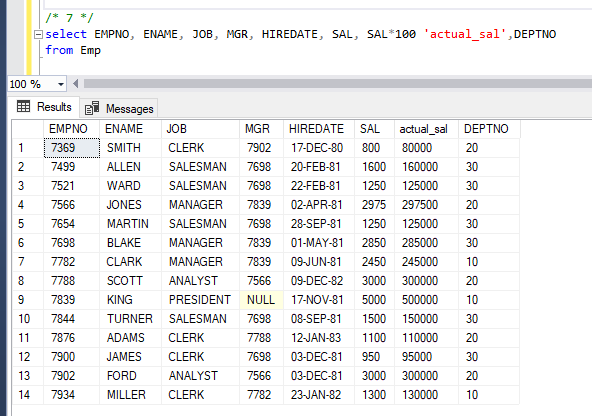 /* 7 */
select EMPNO, ENAME, JOB, MGR, HIREDATE, SAL, SAL*100 'actual_sal',DEPTNO
from Emp
100 %
Results Messages
EMPNO ENAME JOB MGR HIREDATE SAL actual_sal DEPTNO
1 7369 SMITH CLERK 7902 17-DEC-80 800 80000 20
2 7499 ALLEN SALESMAN 7698 20-FEB-81 1600 160000 30
3 7521 WARD SALESMAN 7698 22-FEB-81 1250 125000 30
4 7566 JONES MANAGER 7839 02-APR-81 2975 297500 20
5 7654 MARTIN SALESMAN 7698 28-SEP-81 1250 125000 30
6 7698 BLAKE MANAGER 7839 01-MAY-81 2850 285000 30
7 7782 CLARK MANAGER 7839 09-JUN-81 2450 245000 10
8 7788 SCOTT ANALYST 7566 09-DEC-82 3000 300000 20
9 7839 KING PRESIDENT NULL 17-NOV-81 5000 500000 10
10 7844 TURNER SALESMAN 7698 08-SEP-81 1500 150000 30
11 7876 ADAMS CLERK 7788 12-JAN-83 1100 110000 20
12 7900 JAMES CLERK 7698 03-DEC-81 950 95000 30
13 7902 FORD ANALYST 7566 03-DEC-81 3000 300000 20
14 7934 MILLER CLERK 7782 23-JAN-82 1300 130000 10